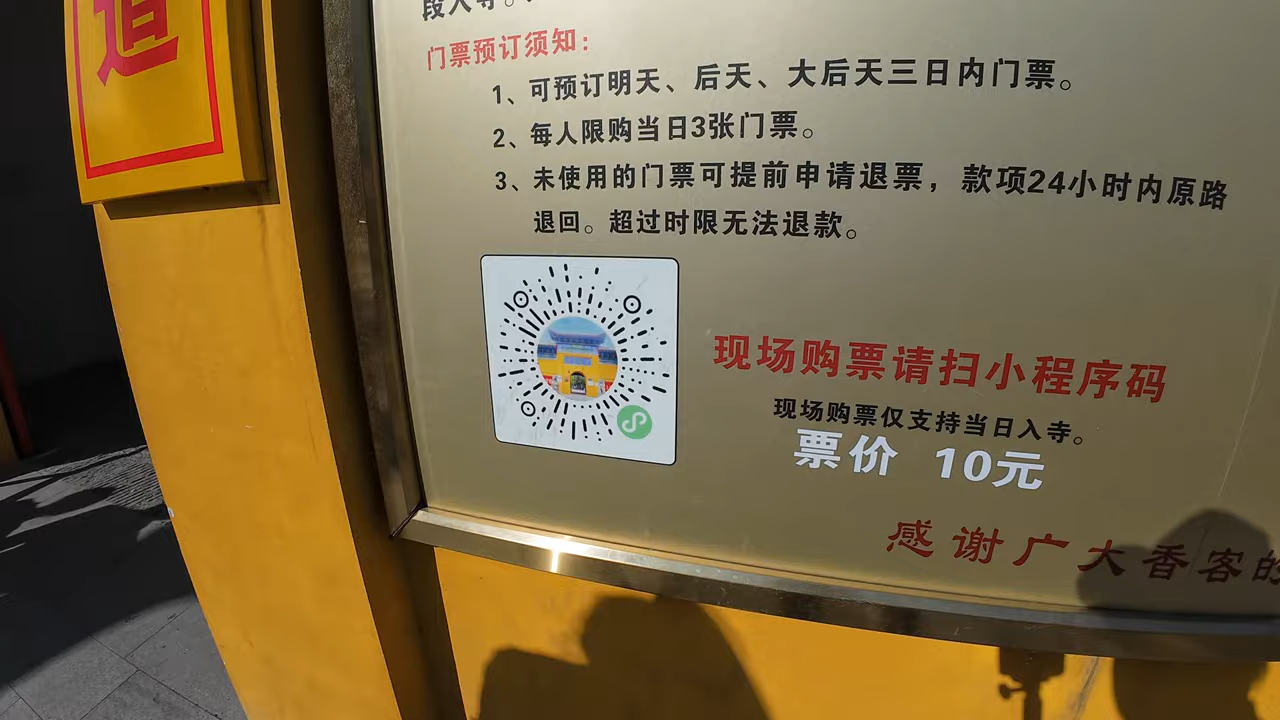 道
段入寺。
门票预订须知：
1、可预订明天、后天、大后天三日内门票。
2、每人限购当日3张门票。
3、未使用的门票可提前申请退票，款项24小时内原路
退回。超过时限无法退款。
现场购票请扫小程序码
现场购票仅支持当日入寺。
票价 10元
感谢广大香客的